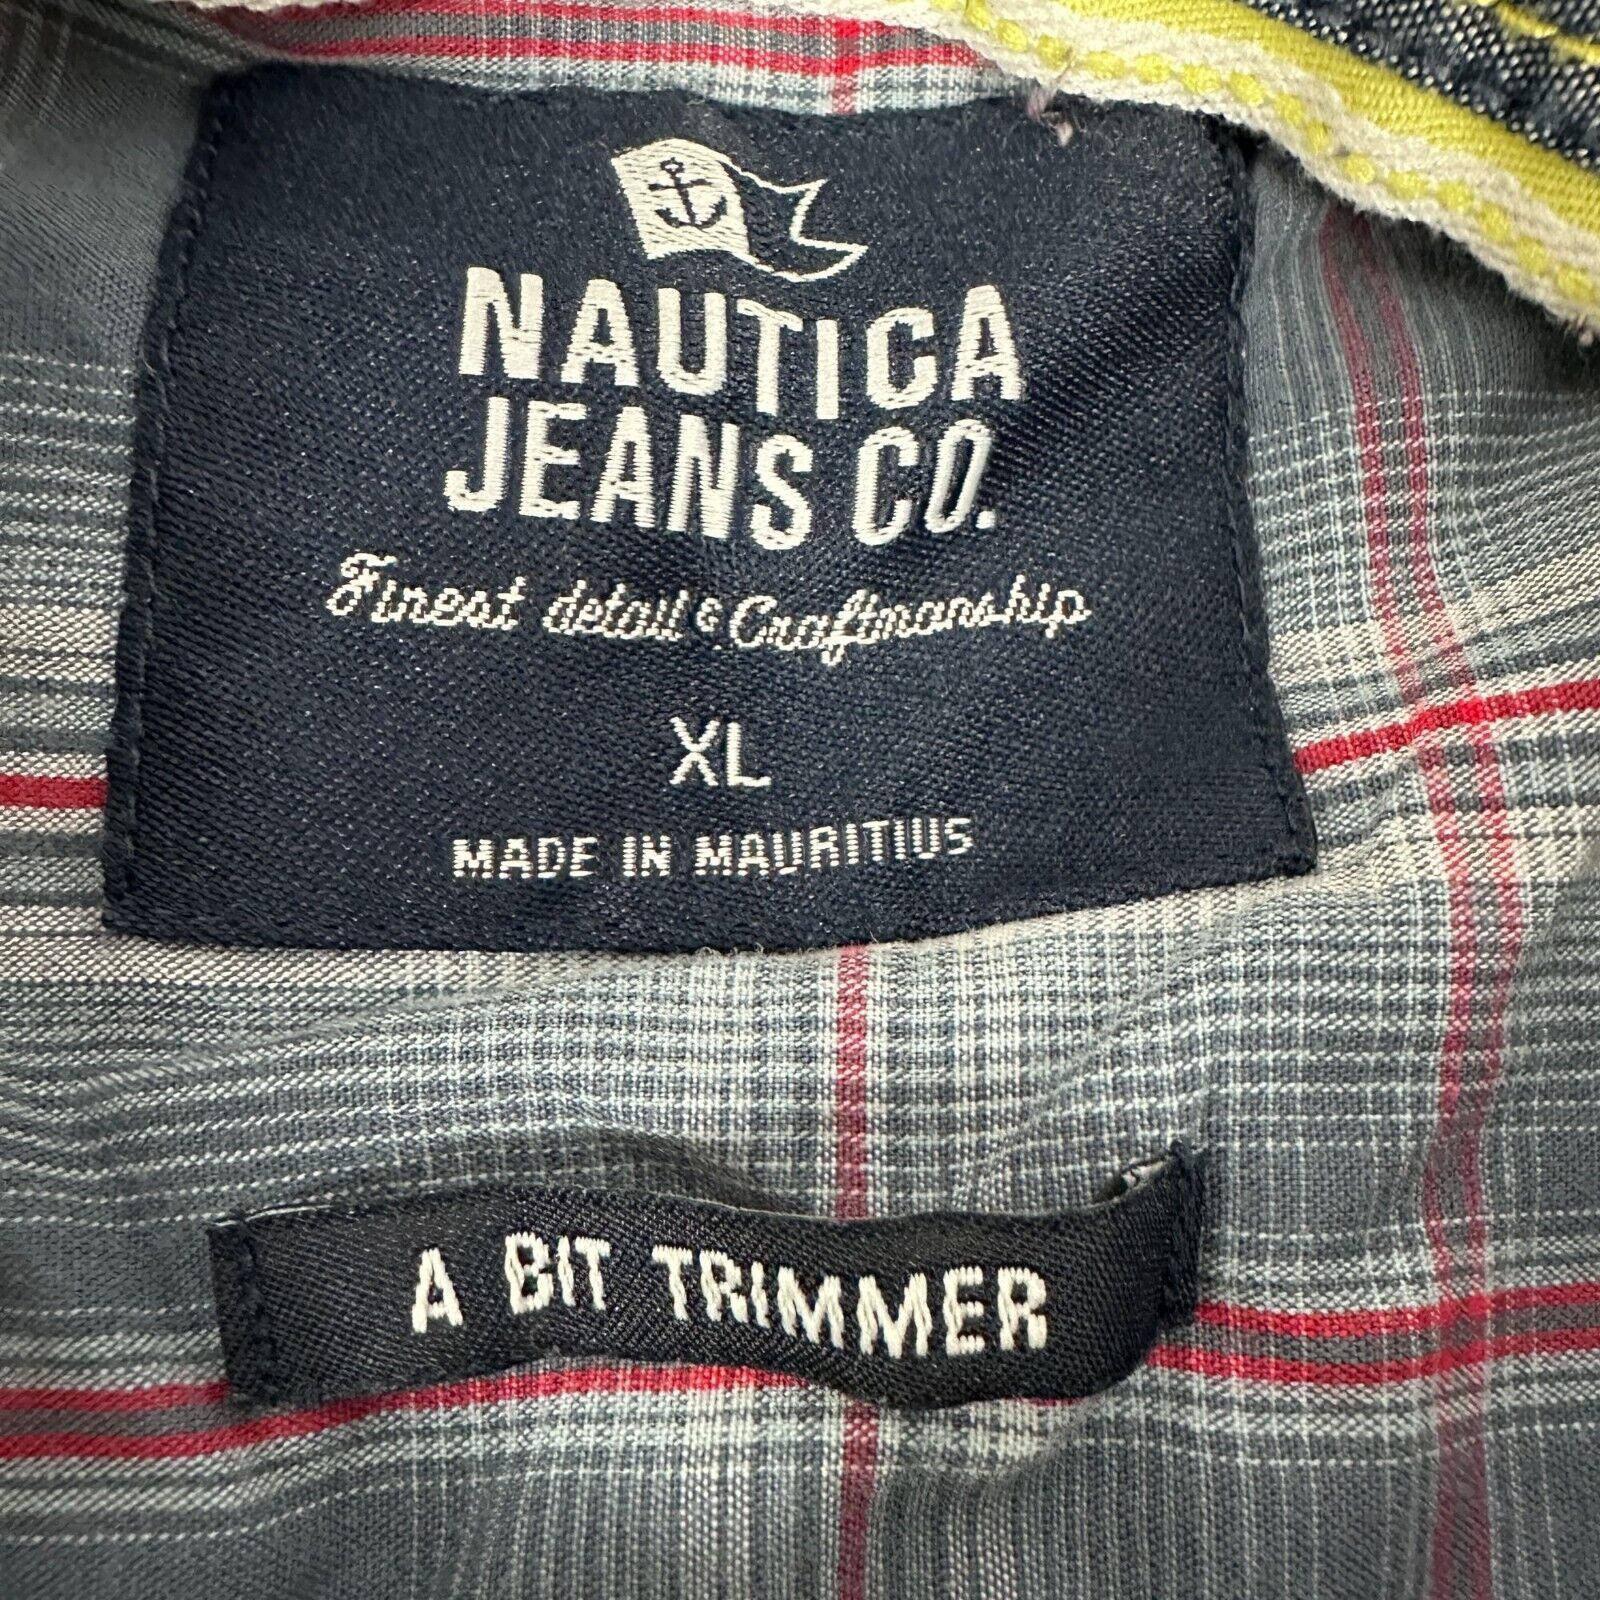 NAUTICA
JEANS CO.
Finest detail & Craftmanship
XL
MADE IN MAURITIUS
A BIT TRIMMER